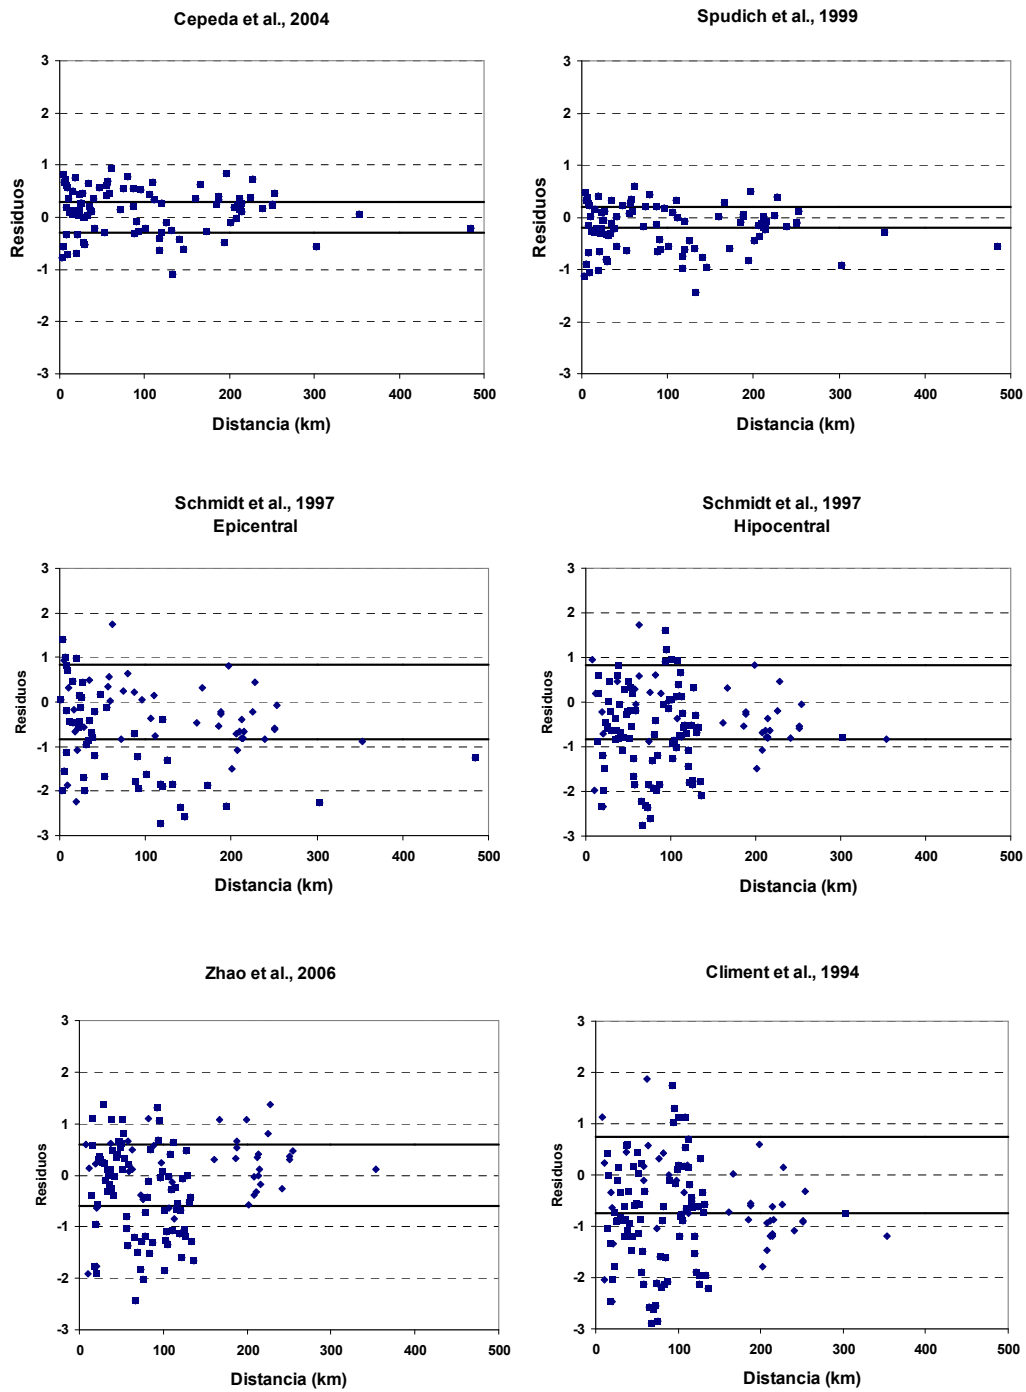 Cepeda et al., 2004
3
2
1
0
-1
-2
-3
Residuos
0 100 200 300 400 500
Distancia (km)
Spudich et al., 1999
3
2
1
0
-1
-2
-3
Residuos
0 100 200 300 400 500
Distancia (km)
Schmidt et al., 1997
Epicentral
3
2
1
0
-1
-2
-3
Residuos
0 100 200 300 400 500
Distancia (km)
Schmidt et al., 1997
Hipocentral
3
2
1
0
-1
-2
-3
Residuos
0 100 200 300 400 500
Distancia (km)
Zhao et al., 2006
3
2
1
0
-1
-2
-3
Residuos
0 100 200 300 400 500
Distancia (km)
Climent et al., 1994
3
2
1
0
-1
-2
-3
Residuos
0 100 200 300 400 500
Distancia (km)